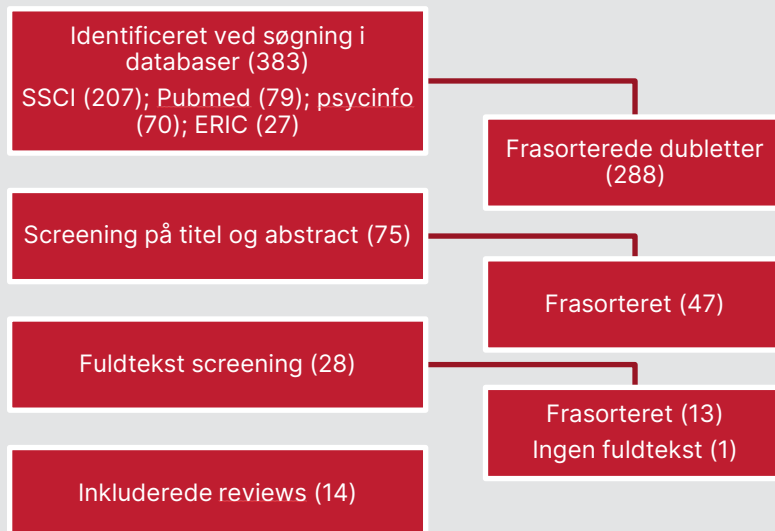 Identificeret ved søgning i
databaser (383)
SSCI (207); Pubmed (79); psycinfo
(70); ERIC (27)
Frasorterede dubletter
(288)
Screening på titel og abstract (75)
Frasorteret (47)
Fuldtekst screening (28)
Frasorteret (13)
Ingen fuldtekst (1)
Inkluderede reviews (14)